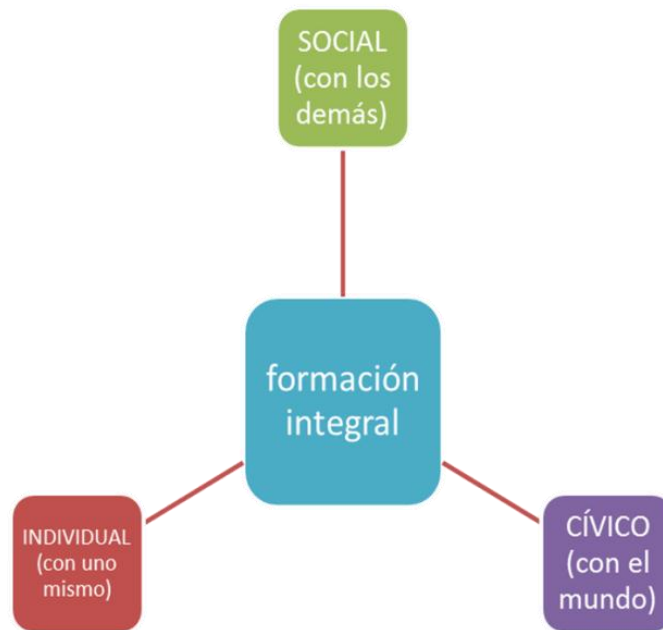 SOCIAL
(con los
demás)
formación
integral
INDIVIDUAL
(con uno
mismo)
CÍVICO
(con el
mundo)